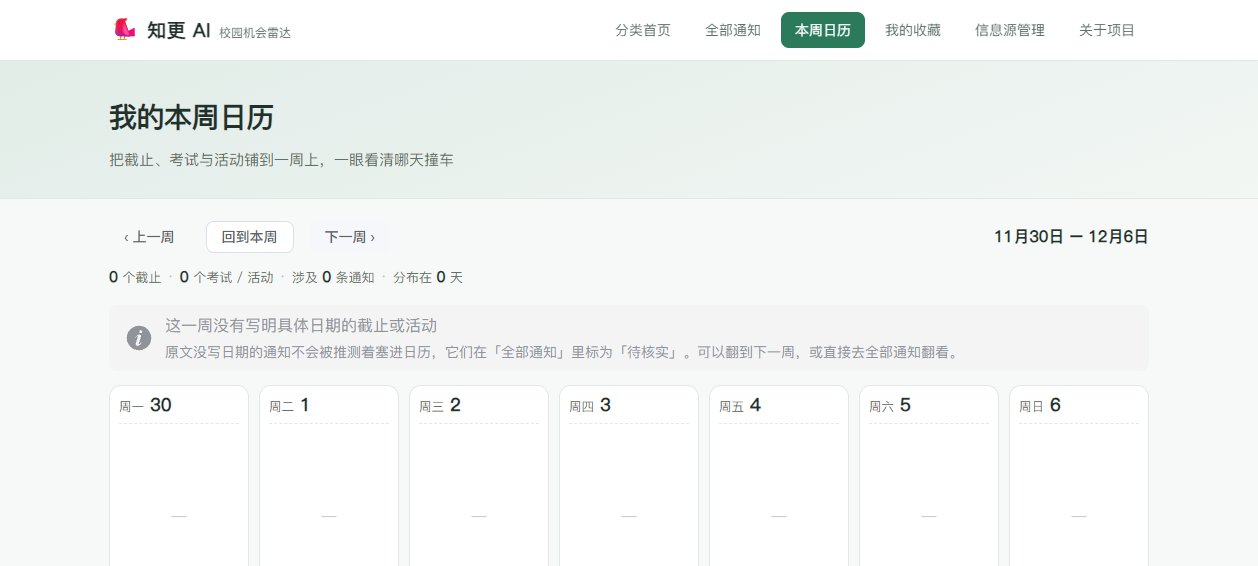 知更 AI 校园机会雷达 分类首页 全部通知 本周日历 我的收藏 信息源管理 关于项目
我的本周日历
把截止、考试与活动铺到一周上，一眼看清哪天撞车
‹ 上一周 回到本周 下一周 › 11月30日 — 12月6日
0 个截止 · 0 个考试 / 活动 · 涉及 0 条通知 · 分布在 0 天
这一周没有写明具体日期的截止或活动
原文没写日期的通知不会被推测着塞进日历，它们在「全部通知」里标为「待核实」。可以翻到下一周，或直接去全部通知翻看。
周一 30 周二 1 周三 2 周四 3 周五 4 周六 5 周日 6
— — — — — — —